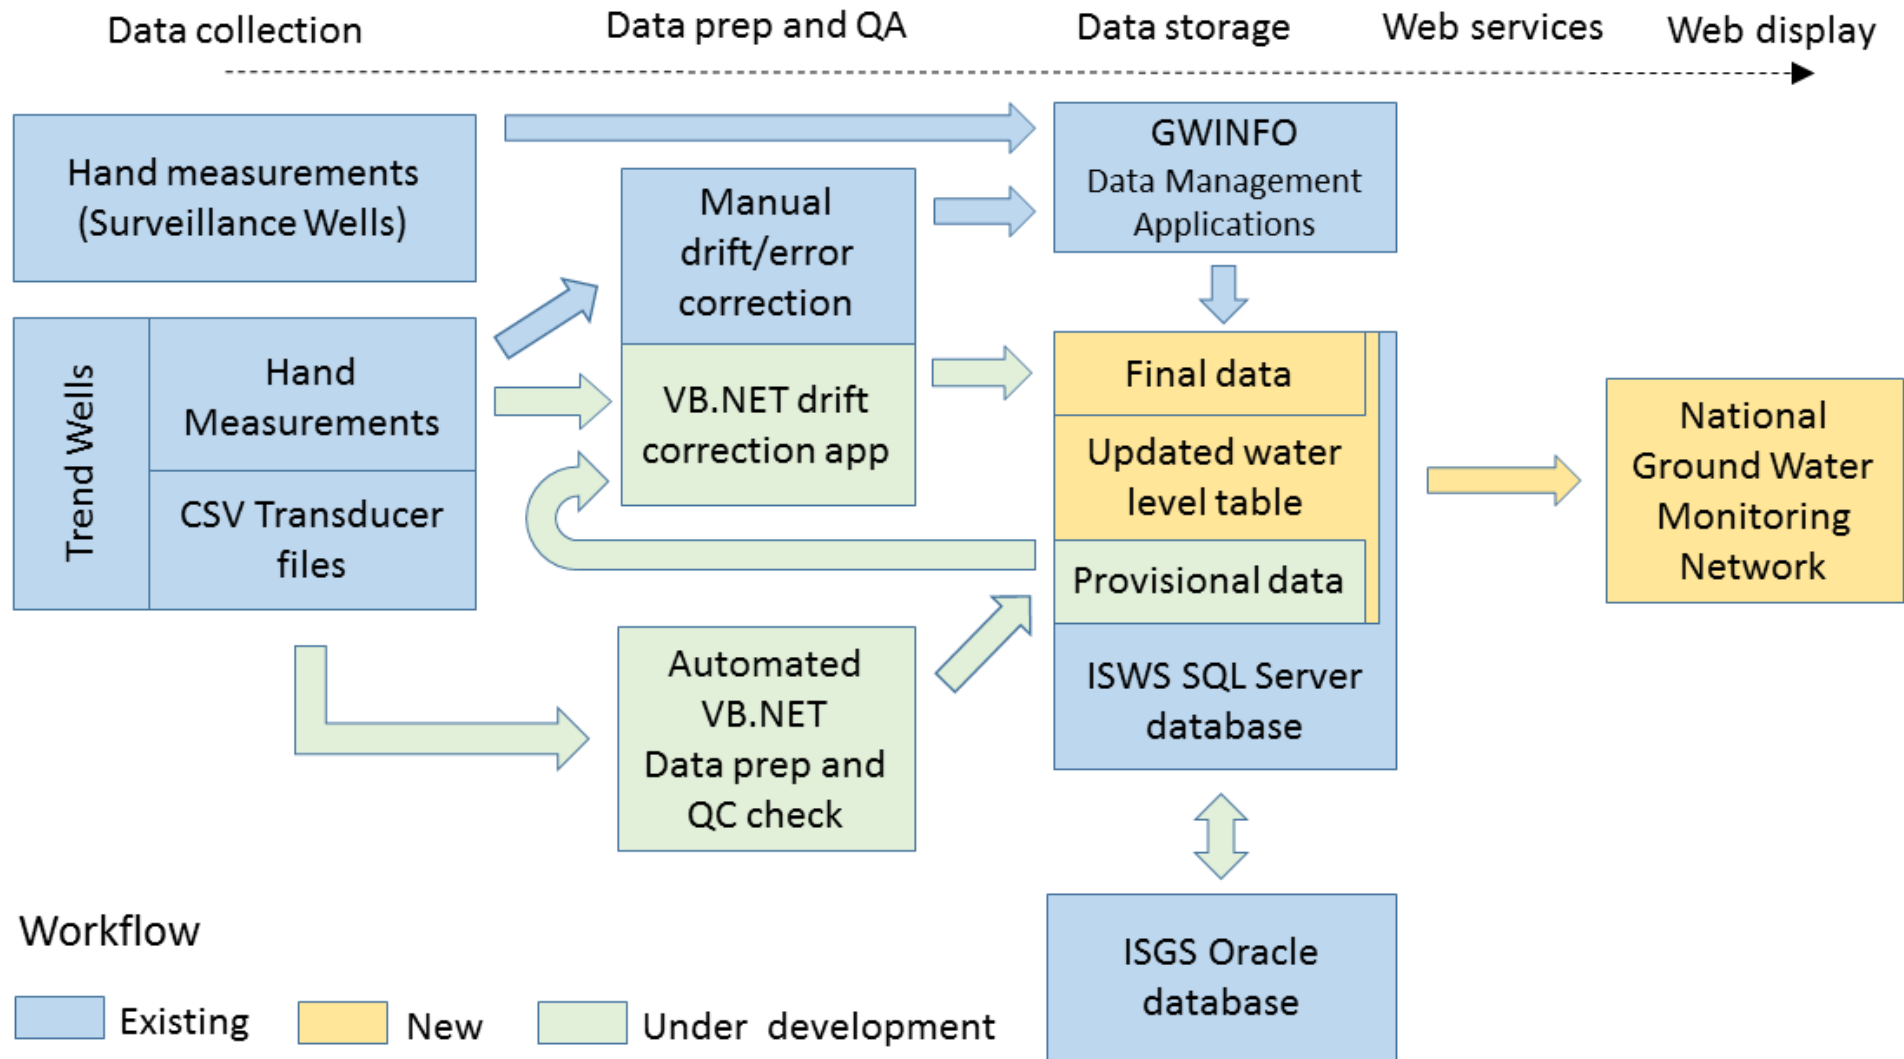 Data collection
Data prep and QA
Data storage
Web services
Web display
Hand measurements
(Surveillance Wells)
Trend Wells
Hand
Measurements
CSV Transducer
files
Manual
drift/error
correction
VB.NET drift
correction app
Automated
VB.NET
Data prep and
QC check
GWINFO
Data Management
Applications
Final data
Updated water
level table
Provisional data
ISWS SQL Server
database
ISGS Oracle
database
National
Ground Water
Monitoring
Network
Workflow
Existing
New
Under development